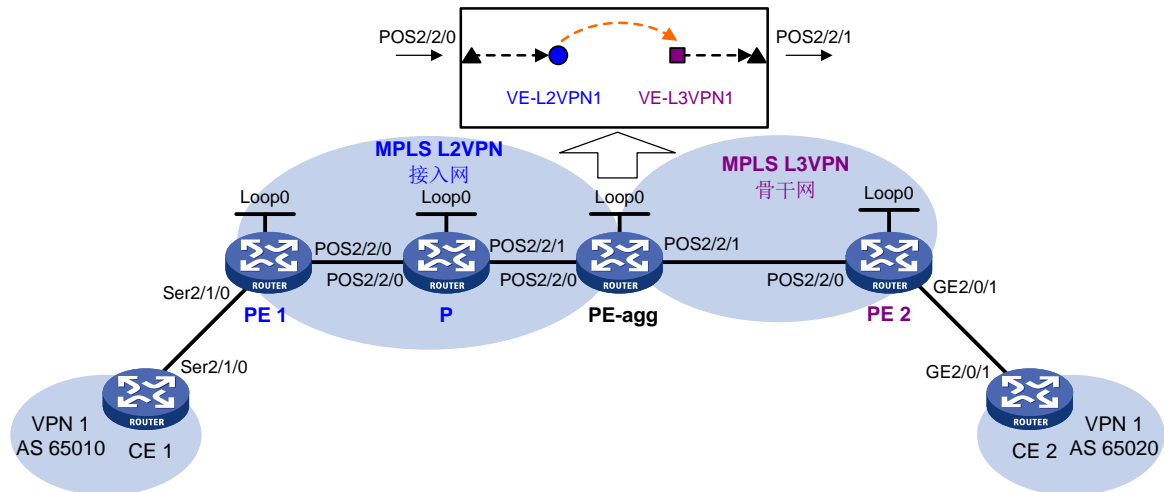 POS2/2/0
POS2/2/1
VE-L2VPN1
VE-L3VPN1
MPLS L2VPN
接入网
MPLS L3VPN
骨干网
Loop0
Loop0
Loop0
Loop0
POS2/2/0
POS2/2/1
POS2/2/1
POS2/2/0
POS2/2/0
POS2/2/0
Ser2/1/0
GE2/0/1
ROUTER
ROUTER
ROUTER
ROUTER
PE 1
P
PE-agg
PE 2
Ser2/1/0
GE2/0/1
ROUTER
ROUTER
VPN 1
AS 65010
CE 1
CE 2
VPN 1
AS 65020